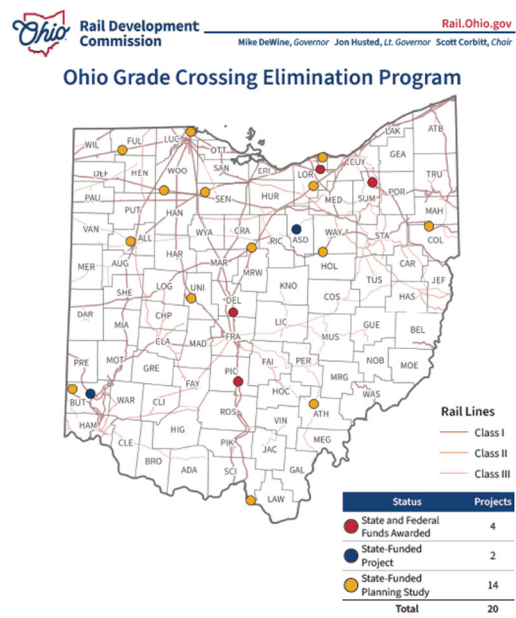 Ohio
Rail Development
Commission
Rail.Ohio.gov
Mike DeWine, Governor Jon Husted, Lt. Governor Scott Corbitt, Chair
Ohio Grade Crossing Elimination Program
WIL FUL LUC OTT LAK ATB
DEF HEN WOO SAN ERI LOR CUY GEA TRU
PAU PUT HAN SEN HUR MED SUM POR MAH
VAN ALL WYA CRA RIC ASD WAY STA COL
MER AUG HAR MAR MRW HOL CAR JEF
SHE LOG UNI DEL KNO COS TUS HAS
DAR MIA CHP LIC MUS GUE BEL
CLA MAD FRA
PRE MOT GRE FAY PIC FAI PER MRG NOB MOE
BUT WAR CLI ROS HOC ATH WAS
HAM CLE HIG PIK VIN MEG
BRO ADA SCI JAC GAL LAW
Rail Lines
Class I
Class II
Class III
Status Projects
State and Federal
Funds Awarded 4
State-Funded
Project 2
State-Funded
Planning Study 14
Total 20